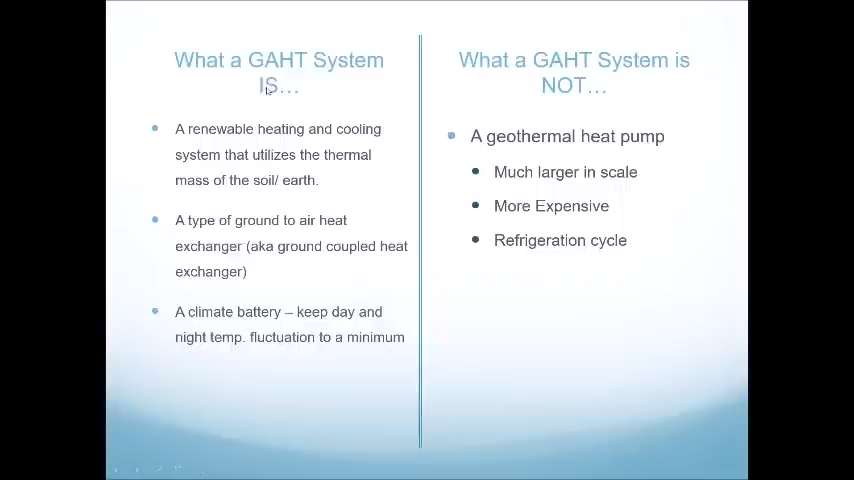 What a GAHT System
IS…
A renewable heating and cooling
system that utilizes the thermal
mass of the soil/ earth.
A type of ground to air heat
exchanger (aka ground coupled heat
exchanger)
A climate battery – keep day and
night temp. fluctuation to a minimum
What a GAHT System is
NOT…
A geothermal heat pump
Much larger in scale
More Expensive
Refrigeration cycle